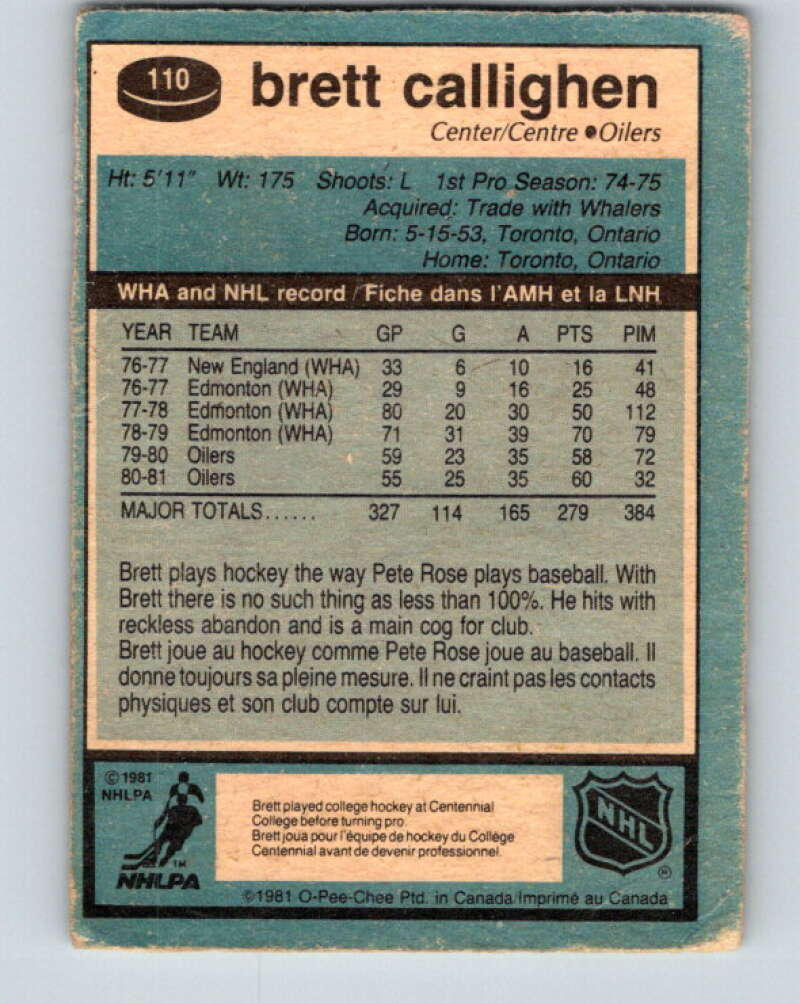 110 brett callighen
Center/Centre ●Oilers
Ht: 5'11" Wt: 175 Shoots: L 1st Pro Season: 74-75
Acquired: Trade with Whalers
Born: 5-15-53, Toronto, Ontario
Home: Toronto, Ontario
WHA and NHL record / Fiche dans l'AMH et la LNH
YEAR TEAM GP G A PTS PIM
76-77 New England (WHA) 33 6 10 16 41
76-77 Edmonton (WHA) 29 9 16 25 48
77-78 Edmonton (WHA) 80 20 30 50 112
78-79 Edmonton (WHA) 71 31 39 70 79
79-80 Oilers 59 23 35 58 72
80-81 Oilers 55 25 35 60 32
MAJOR TOTALS...... 327 114 165 279 384
Brett plays hockey the way Pete Rose plays baseball. With
Brett there is no such thing as less than 100%. He hits with
reckless abandon and is a main cog for club.
Brett joue au hockey comme Pete Rose joue au baseball. Il
donne toujours sa pleine mesure. Il ne craint pas les contacts
physiques et son club compte sur lui.
©1981
NHLPA
TM
NHLPA
Brett played college hockey at Centennial
College before turning pro.
Brett joua pour l'équipe de hockey du Collège
Centennial avant de devenir professionnel.
NHL
®
©1981 O-Pee-Chee Ptd. in Canada/Imprimé au Canada